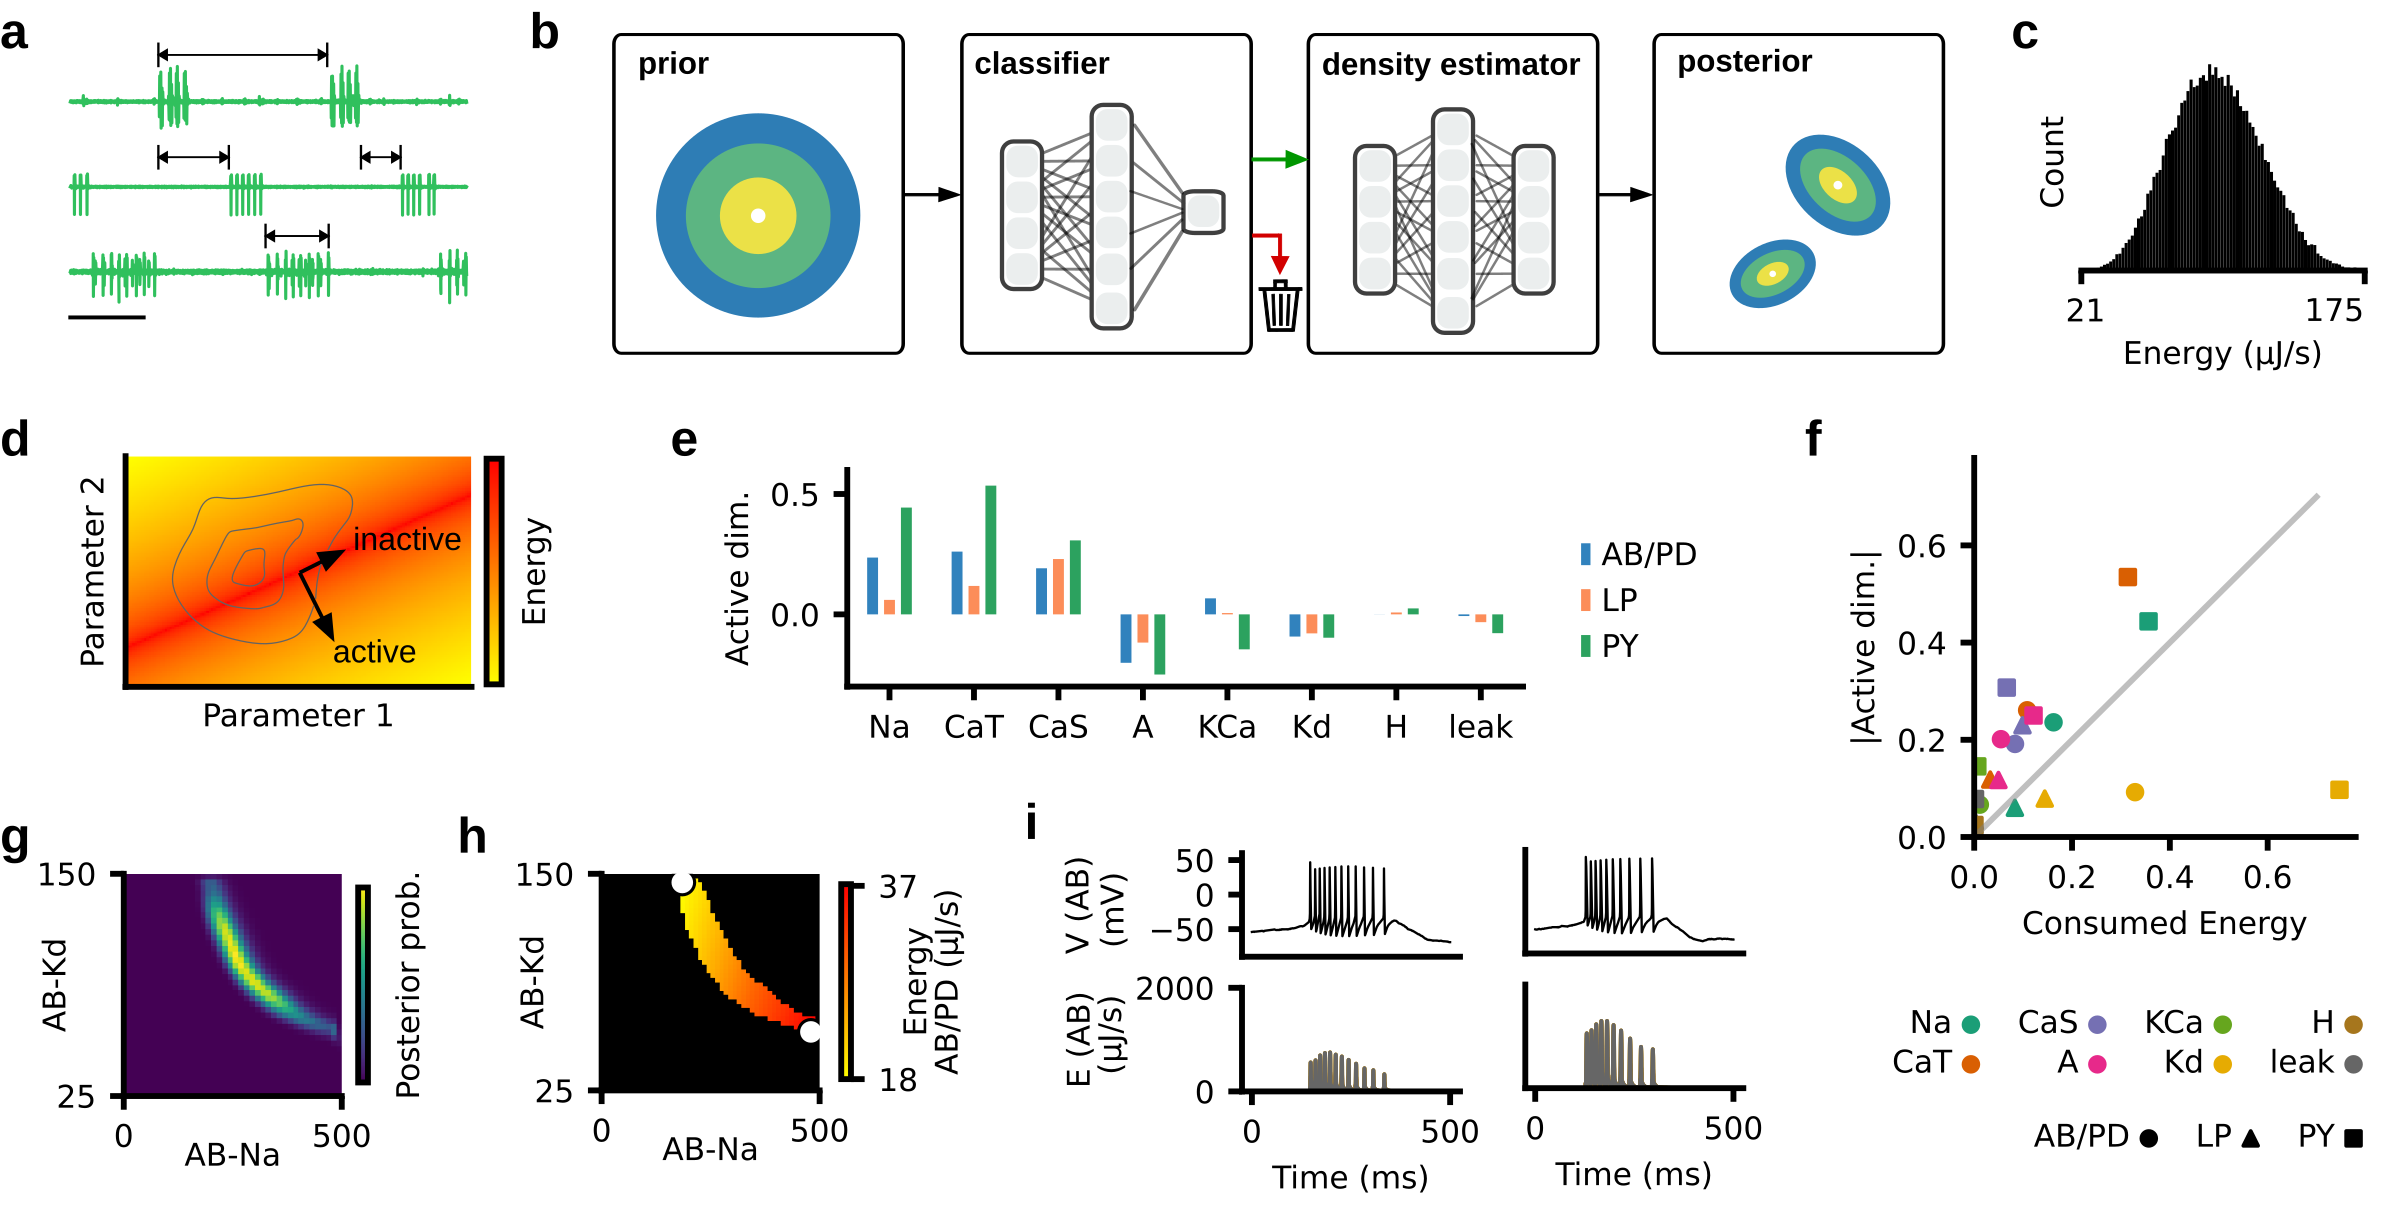 a
b
prior
classifier
density estimator
posterior
c
Count
21
175
Energy (µJ/s)
d
Parameter 2
inactive
active
Parameter 1
Energy
e
Active dim.
0.5
0.0
Na
CaT
CaS
A
KCa
Kd
H
leak
AB/PD
LP
PY
f
|Active dim.|
0.6
0.4
0.2
0.0
0.0
0.2
0.4
0.6
Consumed Energy
Na
CaS
KCa
H
CaT
A
Kd
leak
AB/PD
LP
PY
g
150
AB-Kd
25
0
500
AB-Na
Posterior prob.
h
150
AB-Kd
25
0
500
AB-Na
37
18
Energy
AB/PD (µJ/s)
i
V (AB)
(mV)
50
0
−50
E (AB)
(µJ/s)
2000
0
0
500
Time (ms)
0
500
Time (ms)